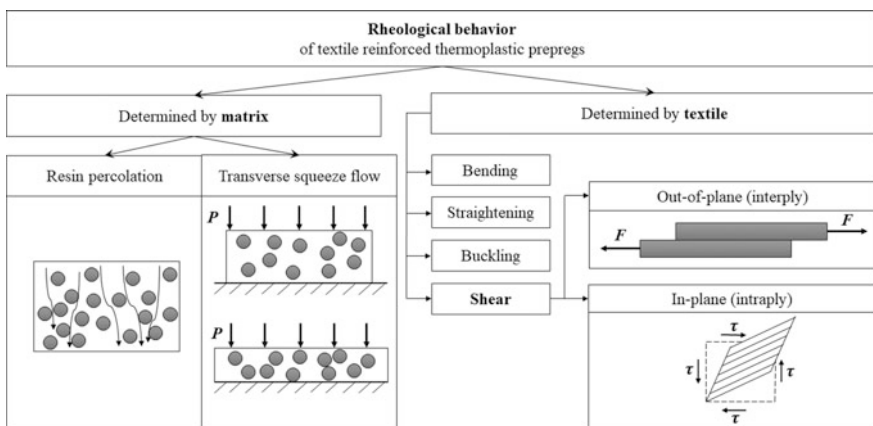 Rheological behavior
of textile reinforced thermoplastic prepregs
Determined by matrix
Determined by textile
Resin percolation
Transverse squeeze flow
P
P
Bending
Straightening
Buckling
Shear
Out-of-plane (interply)
F
F
In-plane (intraply)
τ
τ
τ
τ